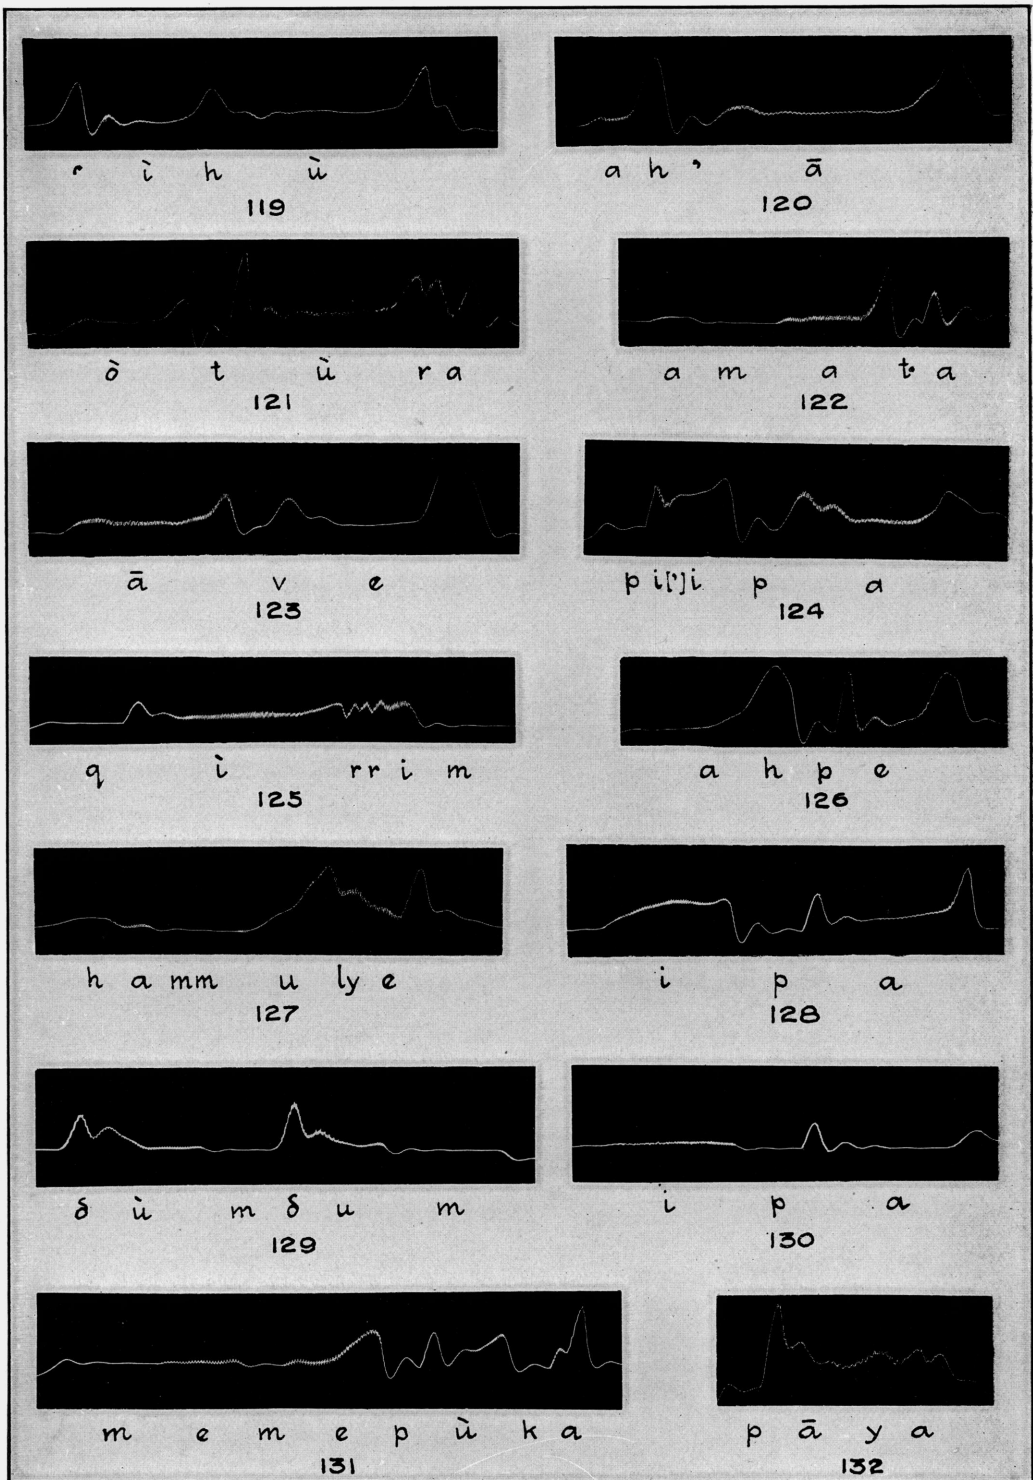 ‘ ì h ù
119
a h ’ ā
120
ò t ù r a
121
a m a ṭ a
122
ā v e
123
p i[’]i p a
124
q ì rr i m
125
a h p e
126
h a mm u ly e
127
i p a
128
δ ù m δ u m
129
i p a
130
m e m e p ù k a
131
p ā y a
132